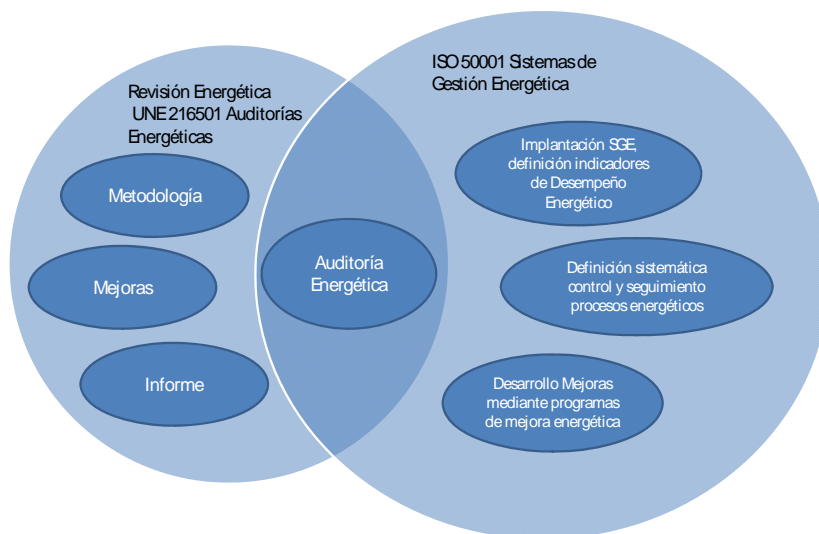 Revisión Energética
UNE 216501 Auditorías
Energéticas
Metodología
Mejoras
Informe
Auditoría
Energética
ISO 50001 Sistemas de
Gestión Energética
Implantación SGE,
definición indicadores
de Desempeño
Energético
Definición sistemática
control y seguimiento
procesos energéticos
Desarrollo Mejoras
mediante programas
de mejora energética